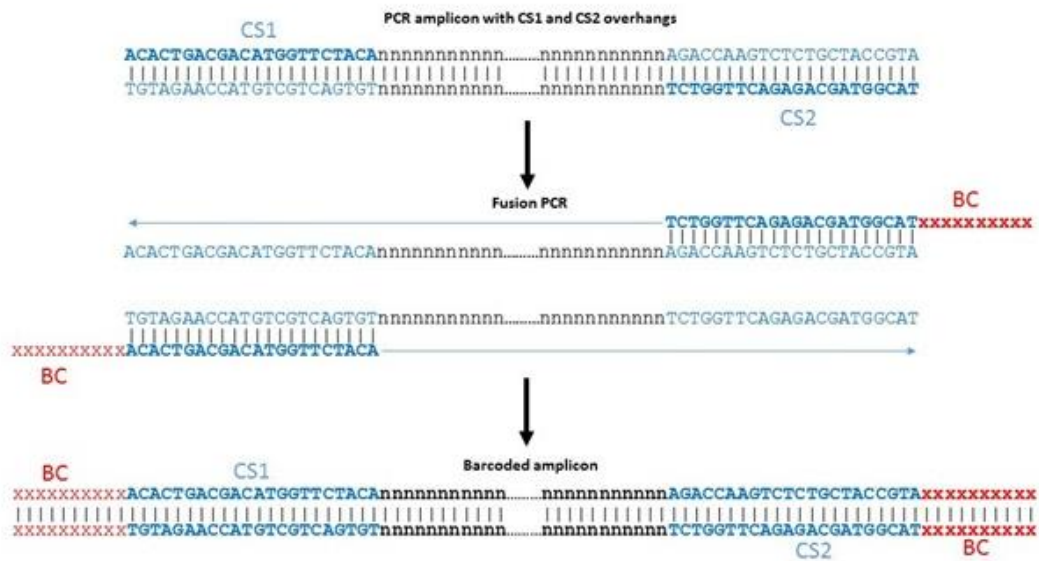 PCR amplicon with CS1 and CS2 overhangs
CS1
ACACTGACGACATGGTTCTACAnnnnnnnnnnn.........nnnnnnnnnnnAGACCAAGTCTCTGCTACCGTA
TGTAGAACCATGTCGTCAGTGTnnnnnnnnnnn.........nnnnnnnnnnnTCTGGTTCAGAGACGATGGCAT
CS2
Fusion PCR
BC
TCTGGTTCAGAGACGATGGCATxxxxxxxxxx
ACACTGACGACATGGTTCTACAnnnnnnnnnnn.........nnnnnnnnnnnAGACCAAGTCTCTGCTACCGTA
TGTAGAACCATGTCGTCAGTGTnnnnnnnnnnn.........nnnnnnnnnnnTCTGGTTCAGAGACGATGGCAT
xxxxxxxxxxACACTGACGACATGGTTCTACA
BC
Barcoded amplicon
BC
CS1
xxxxxxxxxxACACTGACGACATGGTTCTACAnnnnnnnnnnn.........nnnnnnnnnnnAGACCAAGTCTCTGCTACCGTAxxxxxxxxxx
xxxxxxxxxxTGTAGAACCATGTCGTCAGTGTnnnnnnnnnnn.........nnnnnnnnnnnTCTGGTTCAGAGACGATGGCATxxxxxxxxxx
CS2
BC